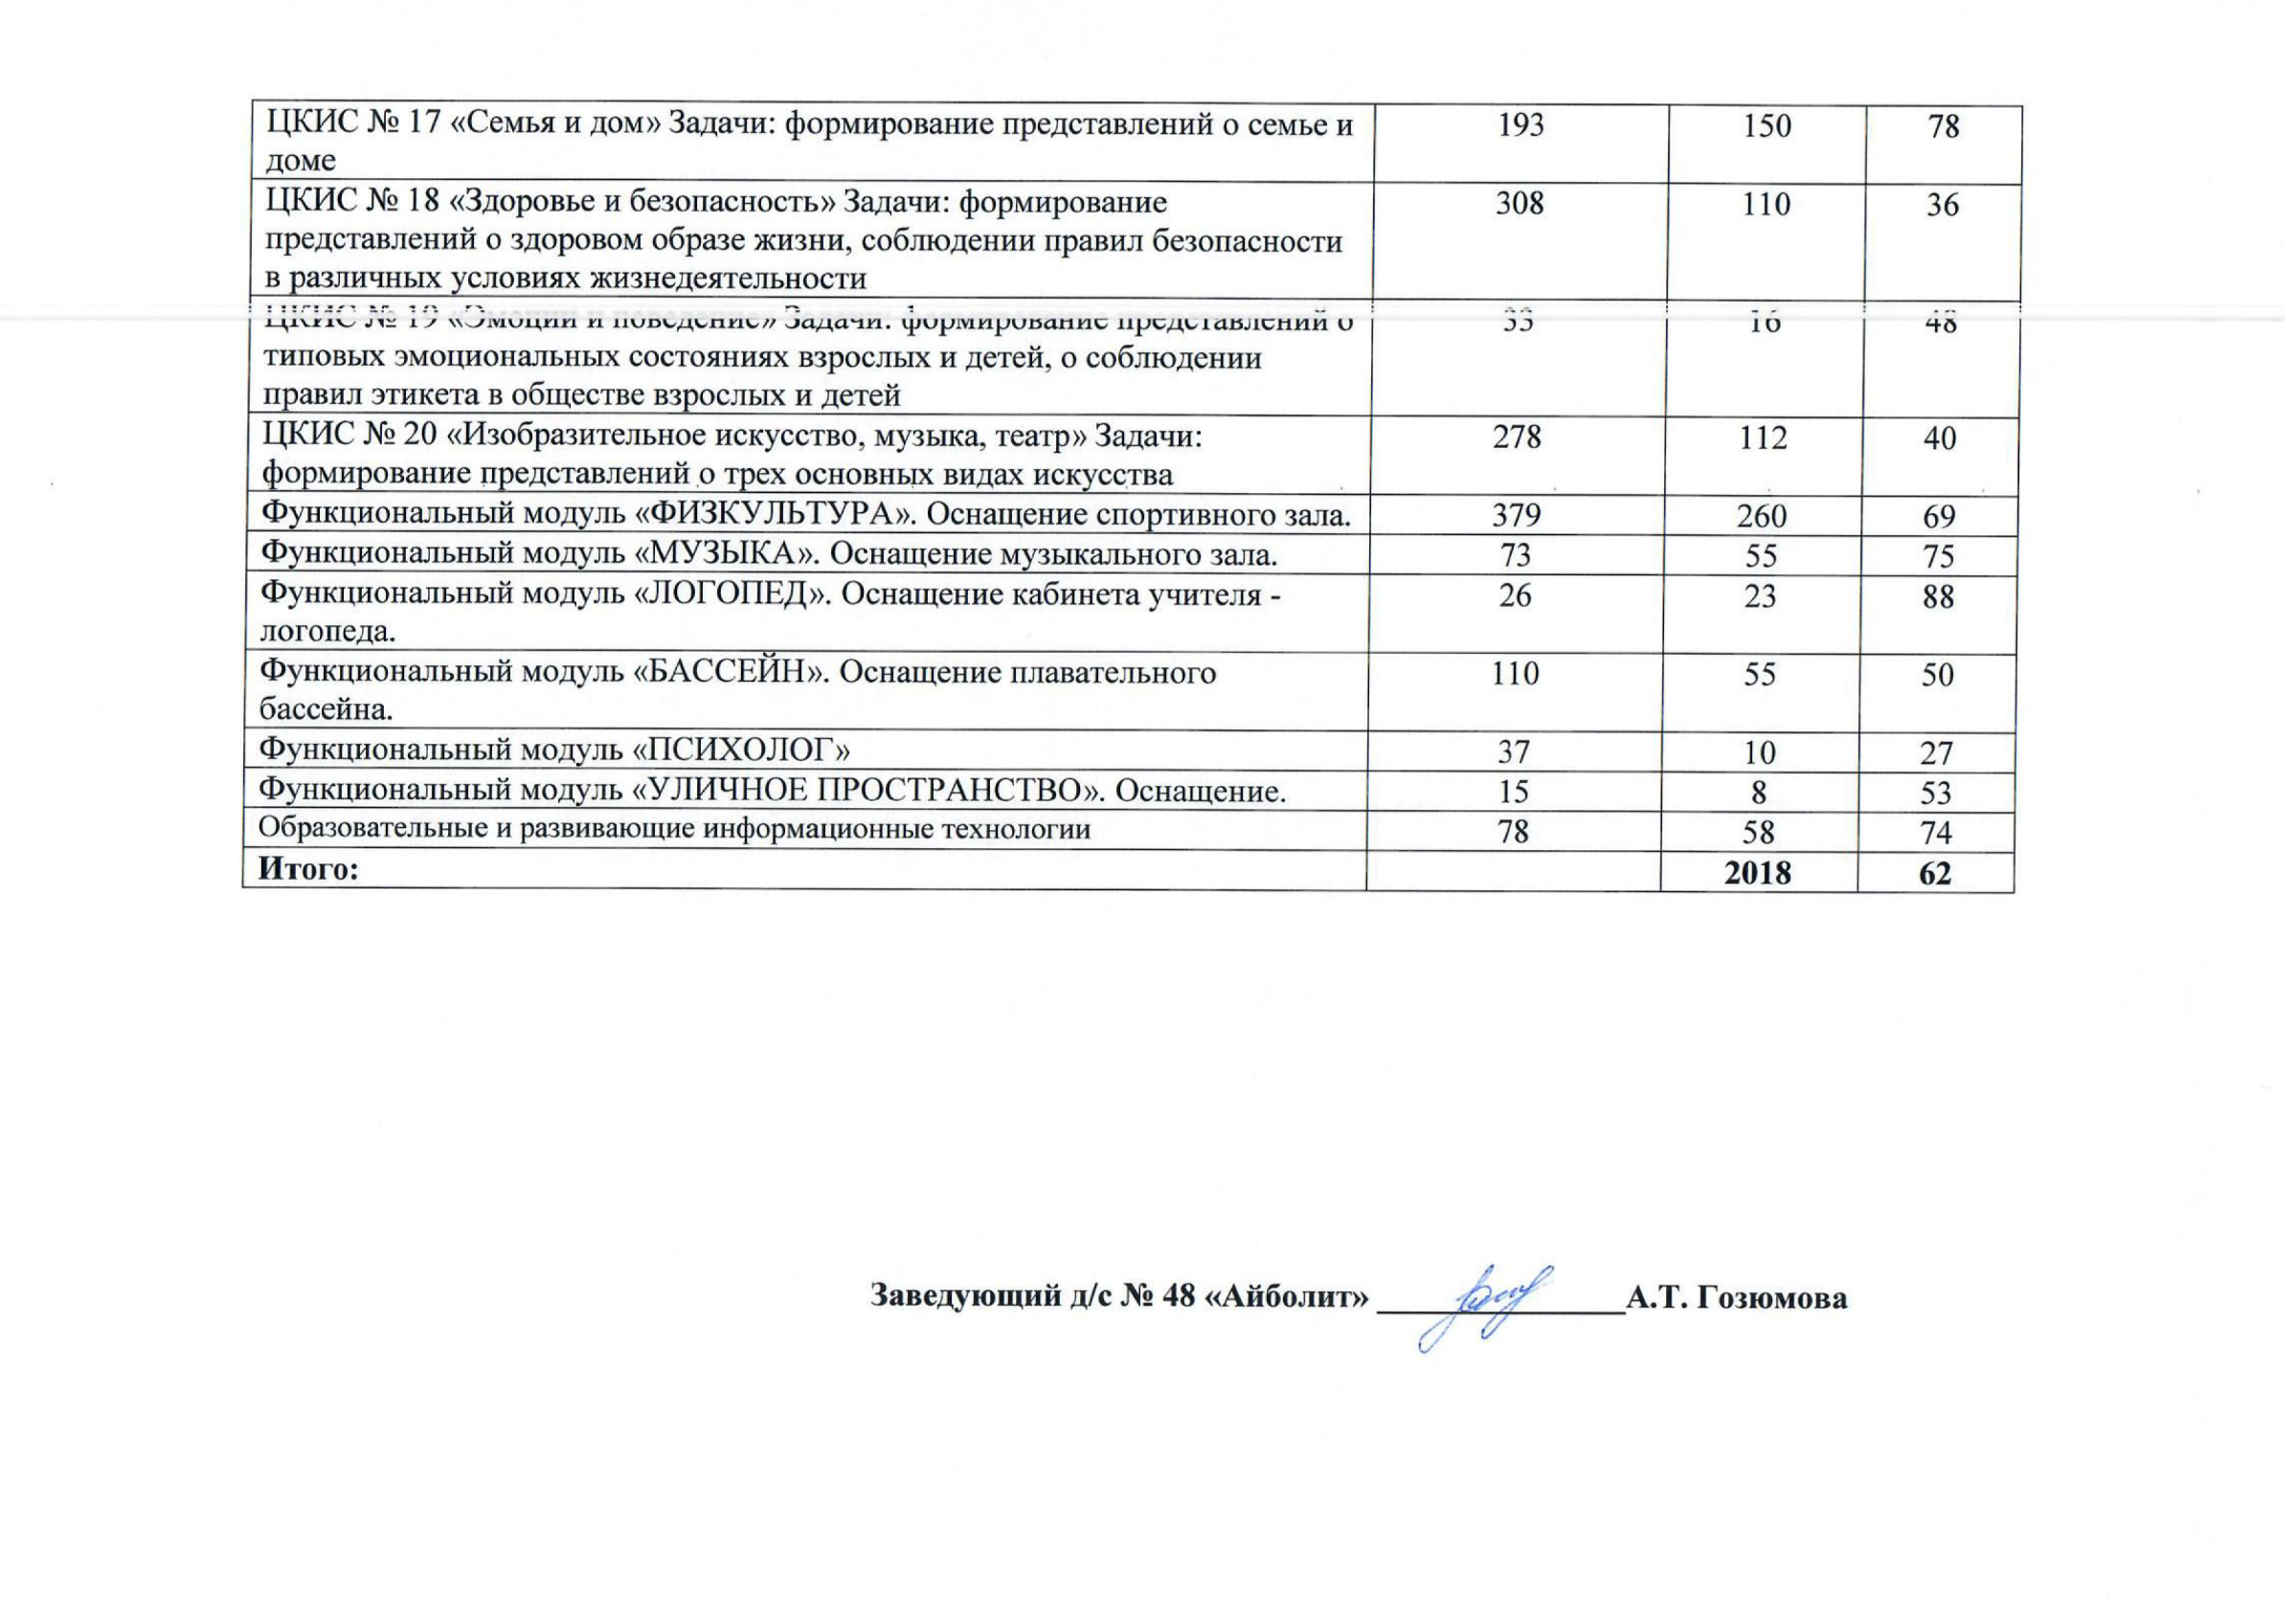 ЦКИС № 17 «Семья и дом» Задачи: формирование представлений о семье и 193 150 78
доме
ЦКИС № 18 «Здоровье и безопасность» Задачи: формирование 308 110 36
представлений о здоровом образе жизни, соблюдении правил безопасности
в различных условиях жизнедеятельности
ЦКИС № 19 «Эмоции и поведение» Задачи: формирование представлений о 33 16 48
типовых эмоциональных состояниях взрослых и детей, о соблюдении
правил этикета в обществе взрослых и детей
ЦКИС № 20 «Изобразительное искусство, музыка, театр» Задачи: 278 112 40
формирование представлений о трех основных видах искусства
Функциональный модуль «ФИЗКУЛЬТУРА». Оснащение спортивного зала. 379 260 69
Функциональный модуль «МУЗЫКА». Оснащение музыкального зала. 73 55 75
Функциональный модуль «ЛОГОПЕД». Оснащение кабинета учителя - 26 23 88
логопеда.
Функциональный модуль «БАССЕЙН». Оснащение плавательного 110 55 50
бассейна.
Функциональный модуль «ПСИХОЛОГ» 37 10 27
Функциональный модуль «УЛИЧНОЕ ПРОСТРАНСТВО». Оснащение. 15 8 53
Образовательные и развивающие информационные технологии 78 58 74
Итого: 2018 62
Заведующий д/с № 48 «Айболит» А.Т. Гозюмова